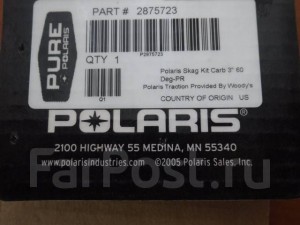 PART # 2875723
PURE
POLARIS
P2875723
QTY 1
Polaris Skag Kit Carb 3" 60
Deg-PR
Polaris Traction Provided By Woody's
01
COUNTRY OF ORIGIN US
POLARIS
2100 HIGHWAY 55 MEDINA, MN 55340
www.polarisindustries.com ©2005 Polaris Sales, Inc.
FarPost.ru